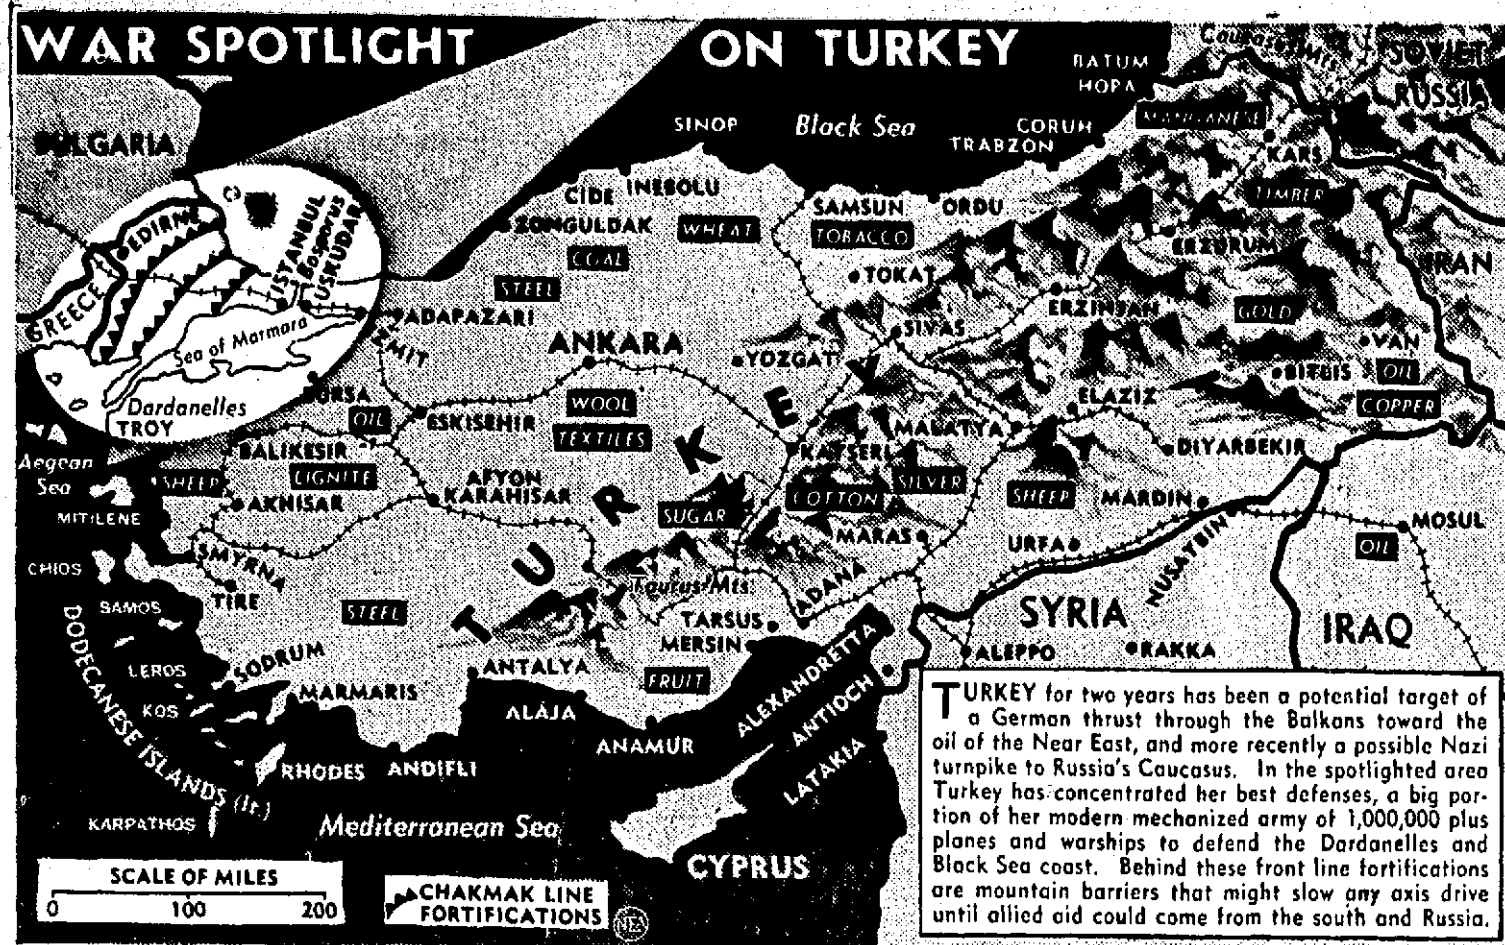 WAR SPOTLIGHT ON TURKEY
BATUM
HOPA
Caucasus Mts.
SOVIET
RUSSIA
BULGARIA
SINOP
Black Sea
CORUH
TRABZON
MANGANESE
KARS
CIDE
INEBOLU
TIMBER
EDIRNE
ISTANBUL
Bosporus
USKRUDAR
ZONGULDAK
WHEAT
SAMSUN
ORDU
TOBACCO
ERZURUM
IRAN
COAL
STEEL
TOKAT
ERZINSAN
GOLD
GREECE
Sea of Marmara
ADAPAZARI
IZMIT
ANKARA
SIVAS
YOZGAT
VAN
BITLIS
OIL
COPPER
Dardanelles
TROY
BURSA
OIL
ESKISEHIR
WOOL
TEXTILES
ELAZIZ
MALATYA
DIYARBEKIR
Aegean
Sea
BALIKESIR
SHEEP
LIGNITE
AFYON
KARAHISAR
KAYSERI
COTTON
SILVER
SHEEP
MARDIN
AKHISAR
SUGAR
MITILENE
MARAS
URFA
NUSAYBIN
MOSUL
OIL
SMYRNA
CHIOS
TIRE
TURKEY
Taurus Mts.
ADANA
SAMOS
STEEL
TARSUS
MERSIN
SYRIA
IRAQ
ALEPPO
RAKKA
DODECANESE ISLANDS (It.)
LEROS
SODRUM
MARMARIS
ANTALYA
FRUIT
ALEXANDRETTA
ANTIOCH
LATAKIA
KOS
ALAJA
ANAMUR
RHODES
ANDIFLI
KARPATHOS
Mediterranean Sea
CYPRUS
TURKEY for two years has been a potential target of
a German thrust through the Balkans toward the
oil of the Near East, and more recently a possible Nazi
turnpike to Russia's Caucasus. In the spotlighted area
Turkey has concentrated her best defenses, a big por-
tion of her modern mechanized army of 1,000,000 plus
planes and warships to defend the Dardanelles and
Black Sea coast. Behind these front line fortifications
are mountain barriers that might slow any axis drive
until allied aid could come from the south and Russia.
SCALE OF MILES
0 100 200
CHAKMAK LINE
FORTIFICATIONS